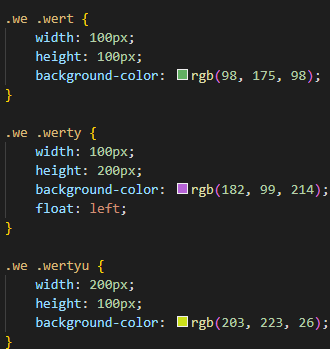 .we .wert {
    width: 100px;
    height: 100px;
    background-color: rgb(98, 175, 98);
}
.we .werty {
    width: 100px;
    height: 200px;
    background-color: rgb(182, 99, 214);
    float: left;
}
.we .wertyu {
    width: 200px;
    height: 100px;
    background-color: rgb(203, 223, 26);
}